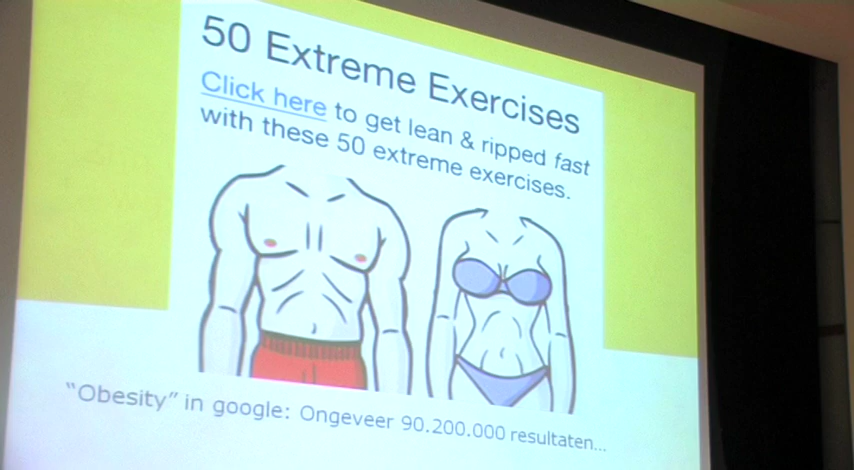 50 Extreme Exercises
Click here to get lean & ripped fast
with these 50 extreme exercises.
“Obesity” in google: Ongeveer 90.200.000 resultaten...